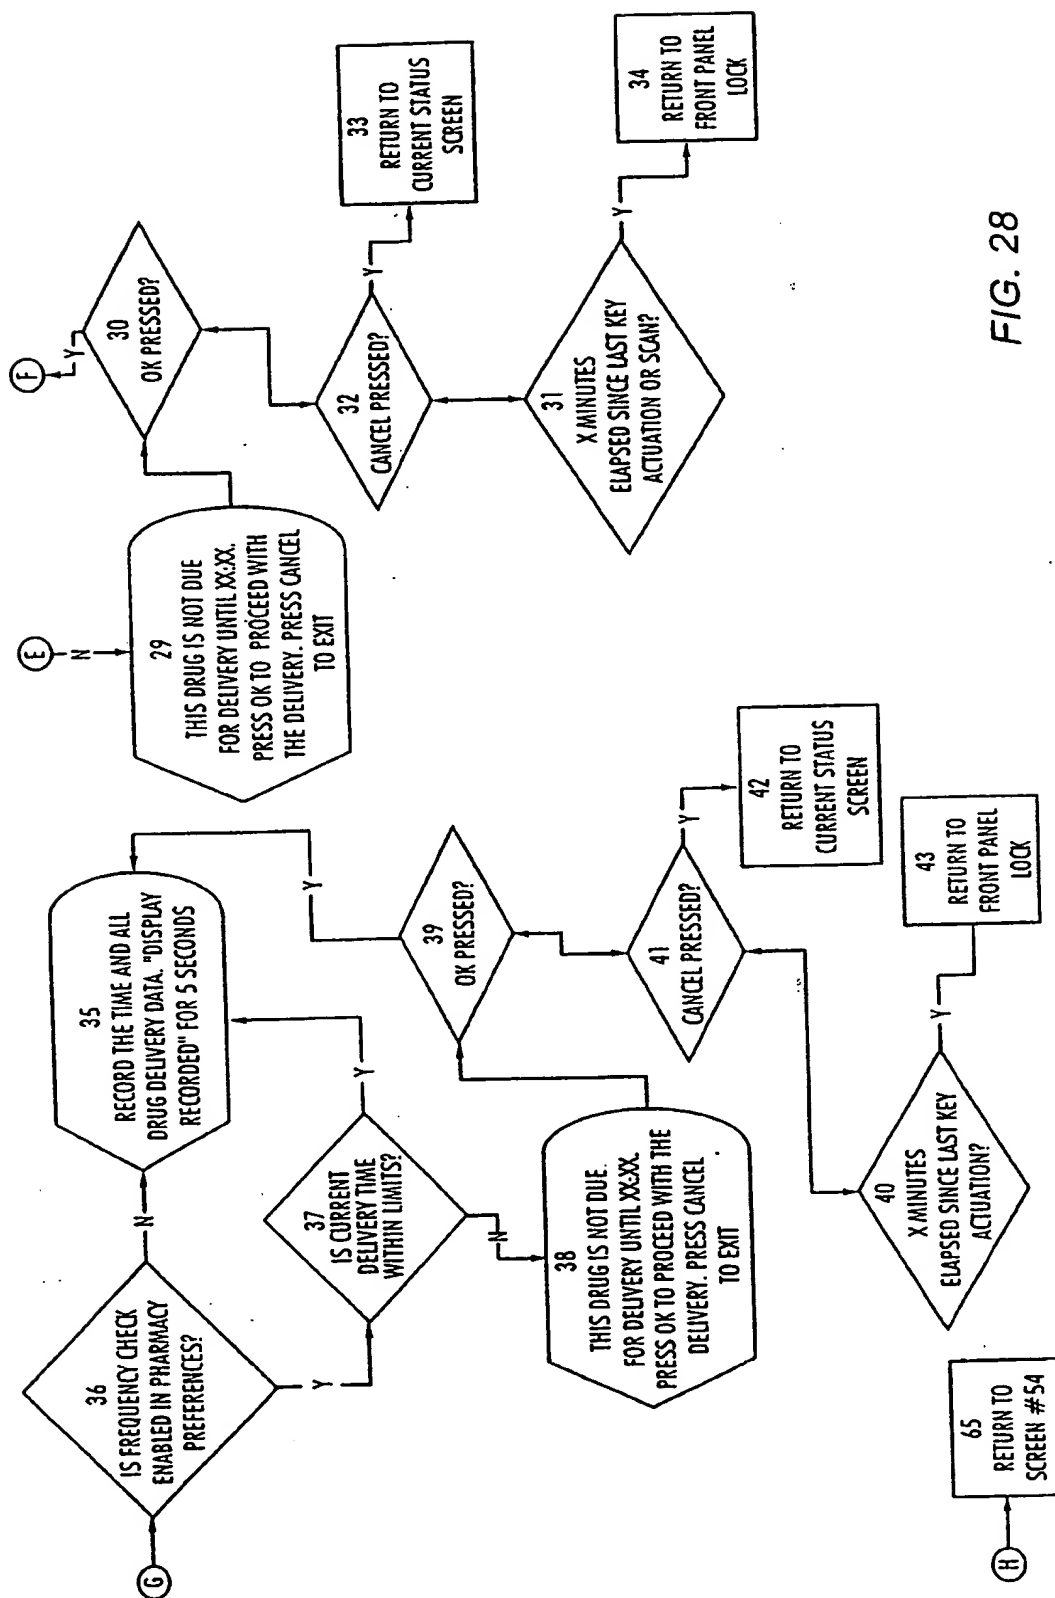 G
36
IS FREQUENCY CHECK
ENABLED IN PHARMACY
PREFERENCES?
N
Y
35
RECORD THE TIME AND ALL
DRUG DELIVERY DATA. "DISPLAY
RECORDED" FOR 5 SECONDS
37
IS CURRENT
DELIVERY TIME
WITHIN LIMITS?
Y
N
38
THIS DRUG IS NOT DUE.
FOR DELIVERY UNTIL XX:XX.
PRESS OK TO PROCEED WITH THE
DELIVERY. PRESS CANCEL
TO EXIT
39
OK PRESSED?
Y
41
CANCEL PRESSED?
Y
42
RETURN TO
CURRENT STATUS
SCREEN
40
X MINUTES
ELAPSED SINCE LAST KEY
ACTUATION?
Y
43
RETURN TO
FRONT PANEL
LOCK
H
65
RETURN TO
SCREEN #54
E
N
29
THIS DRUG IS NOT DUE
FOR DELIVERY UNTIL XX:XX.
PRESS OK TO PROCEED WITH
THE DELIVERY. PRESS CANCEL
TO EXIT
F
Y
30
OK PRESSED?
32
CANCEL PRESSED?
Y
33
RETURN TO
CURRENT STATUS
SCREEN
31
X MINUTES
ELAPSED SINCE LAST KEY
ACTUATION OR SCAN?
Y
34
RETURN TO
FRONT PANEL
LOCK
FIG. 28